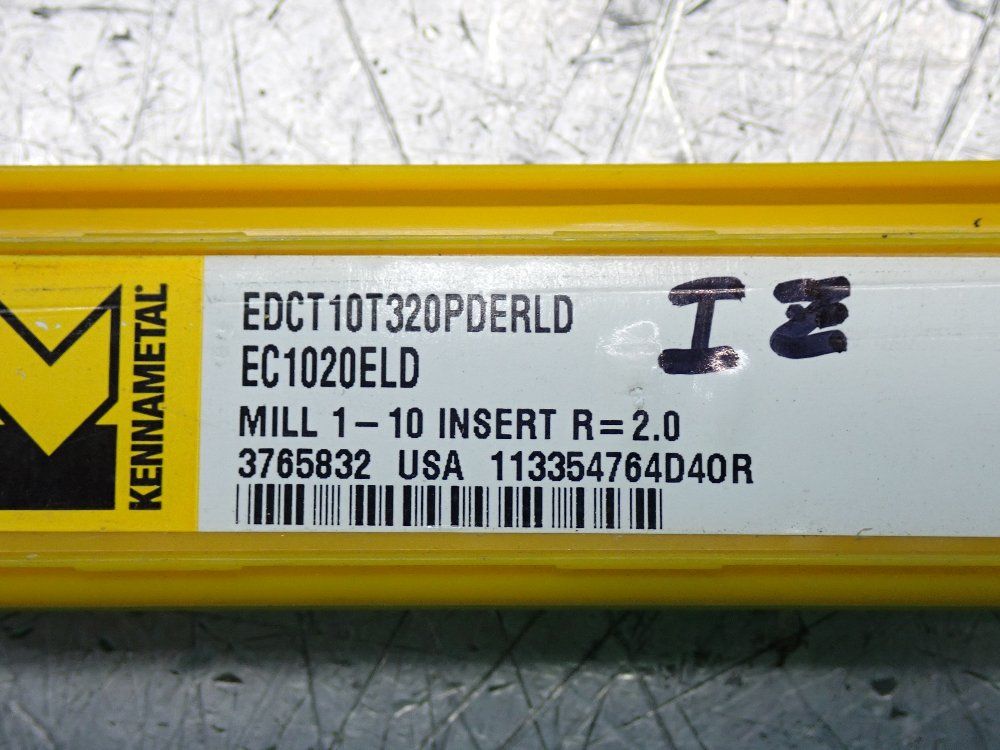 KENNAMETAL
EDCT10T320PDERLD
EC1020ELD
MILL 1-10 INSERT R=2.0
3765832 USA 113354764D40R